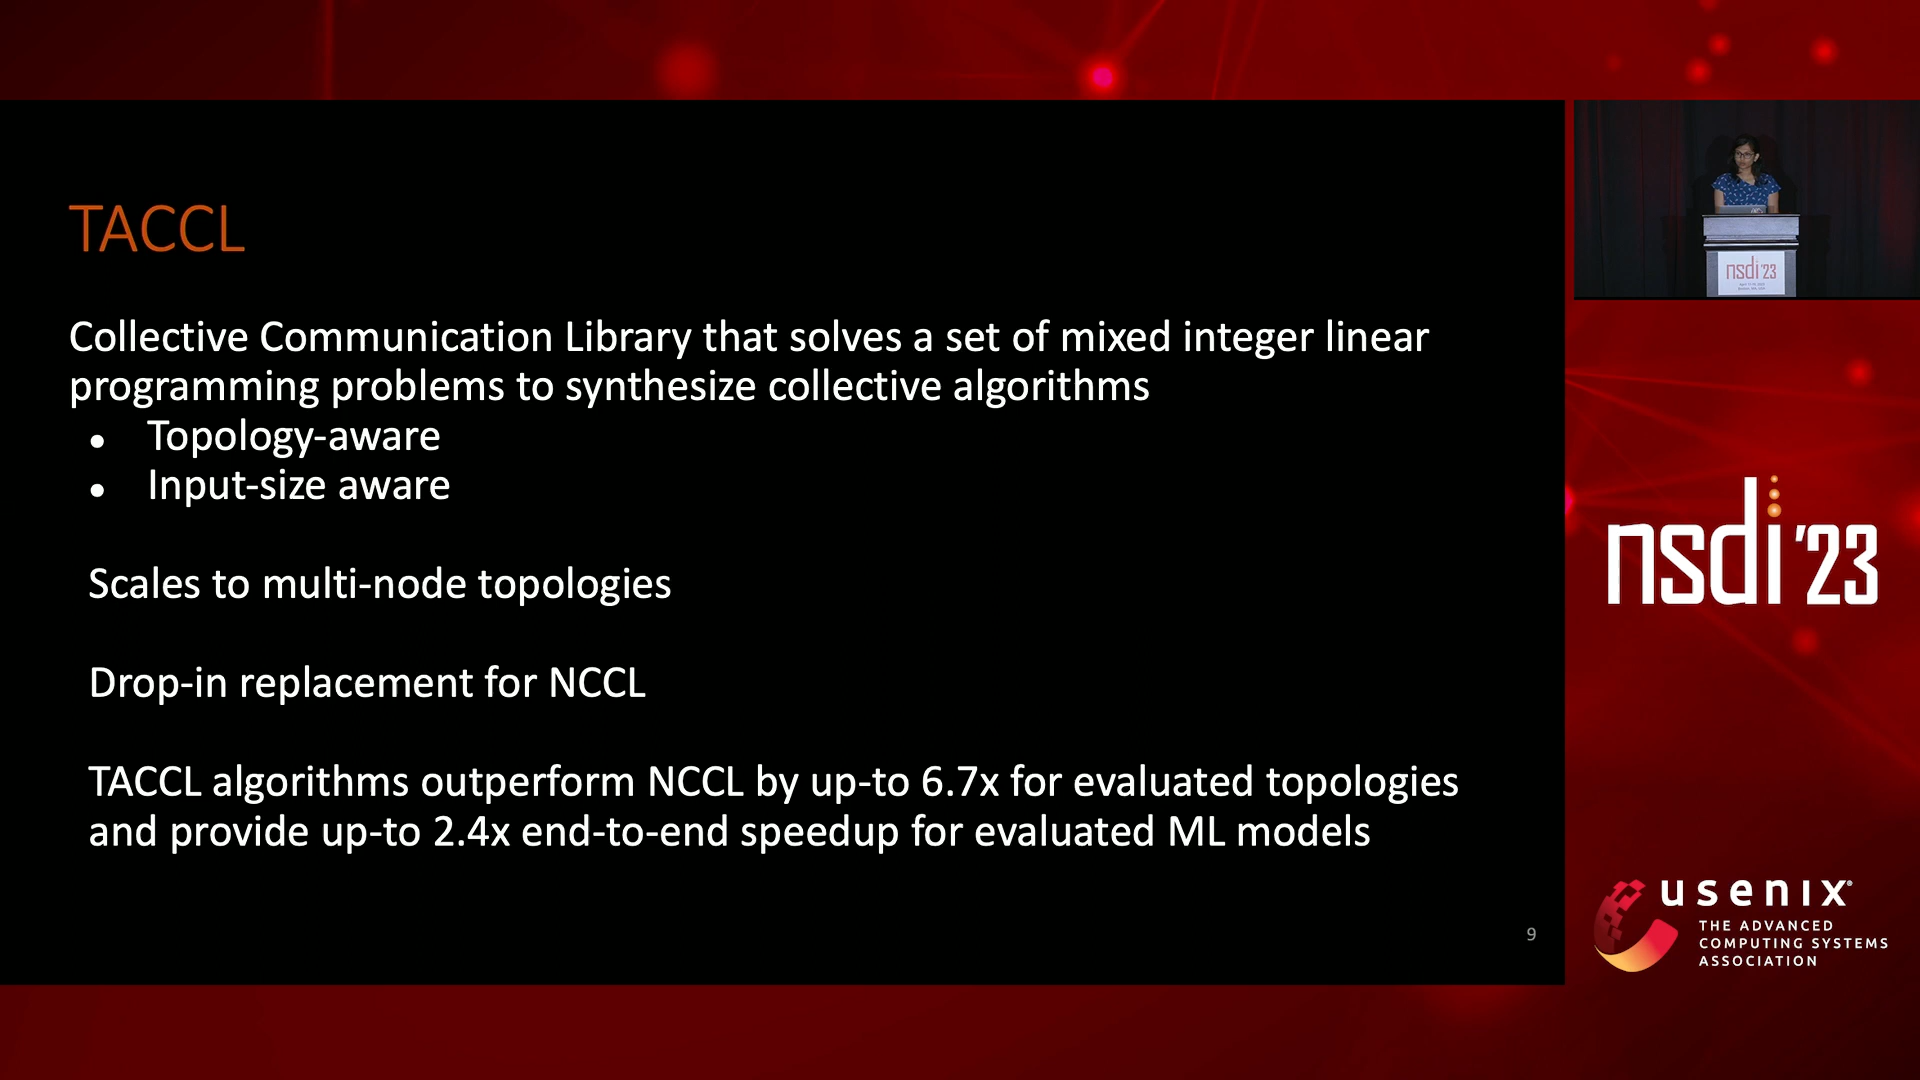 TACCL
Collective Communication Library that solves a set of mixed integer linear
programming problems to synthesize collective algorithms
• Topology-aware
• Input-size aware
Scales to multi-node topologies
Drop-in replacement for NCCL
TACCL algorithms outperform NCCL by up-to 6.7x for evaluated topologies
and provide up-to 2.4x end-to-end speedup for evaluated ML models
9
nsdi '23
nsdi '23
usenix®
THE ADVANCED
COMPUTING SYSTEMS
ASSOCIATION